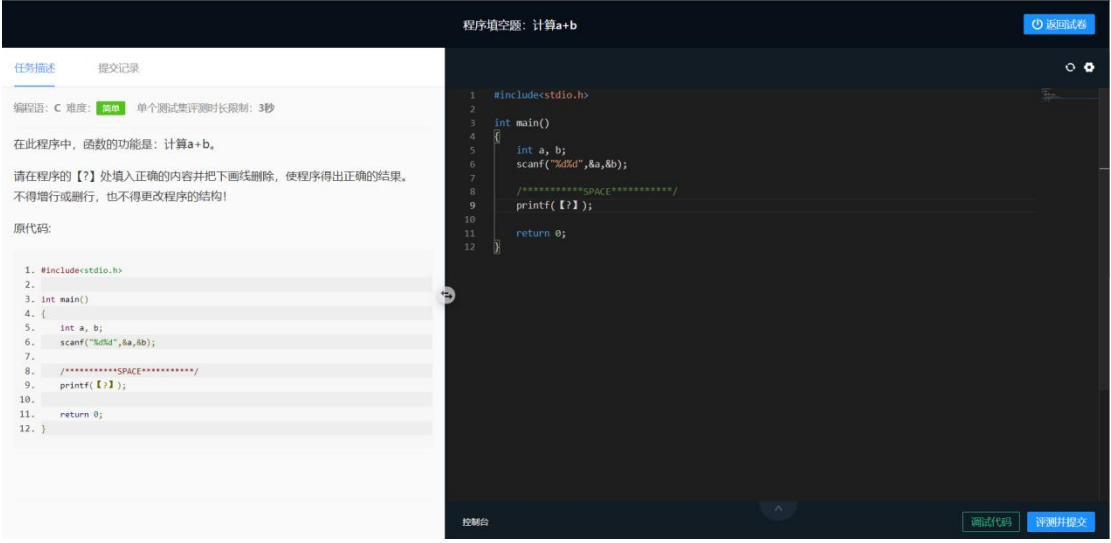 程序填空题：计算a+b
返回试卷
任务描述 提交记录
编程语：C 难度：简单 单个测试集评测时长限制：3秒
在此程序中，函数的功能是：计算a+b。
请在程序的【?】处填入正确的内容并把下画线删除，使程序得出正确的结果。
不得增行或删行，也不得更改程序的结构！
原代码:
1. #include<stdio.h>
2.
3. int main()
4. {
5. int a, b;
6. scanf("%d%d",&a,&b);
7.
8. /***********SPACE***********/
9. printf(【?】);
10.
11. return 0;
12. }
1 #include<stdio.h>
2
3 int main()
4 {
5 int a, b;
6 scanf("%d%d",&a,&b);
7
8 /***********SPACE***********/
9 printf(【?】);
10
11 return 0;
12 }
控制台
调试代码 评测并提交